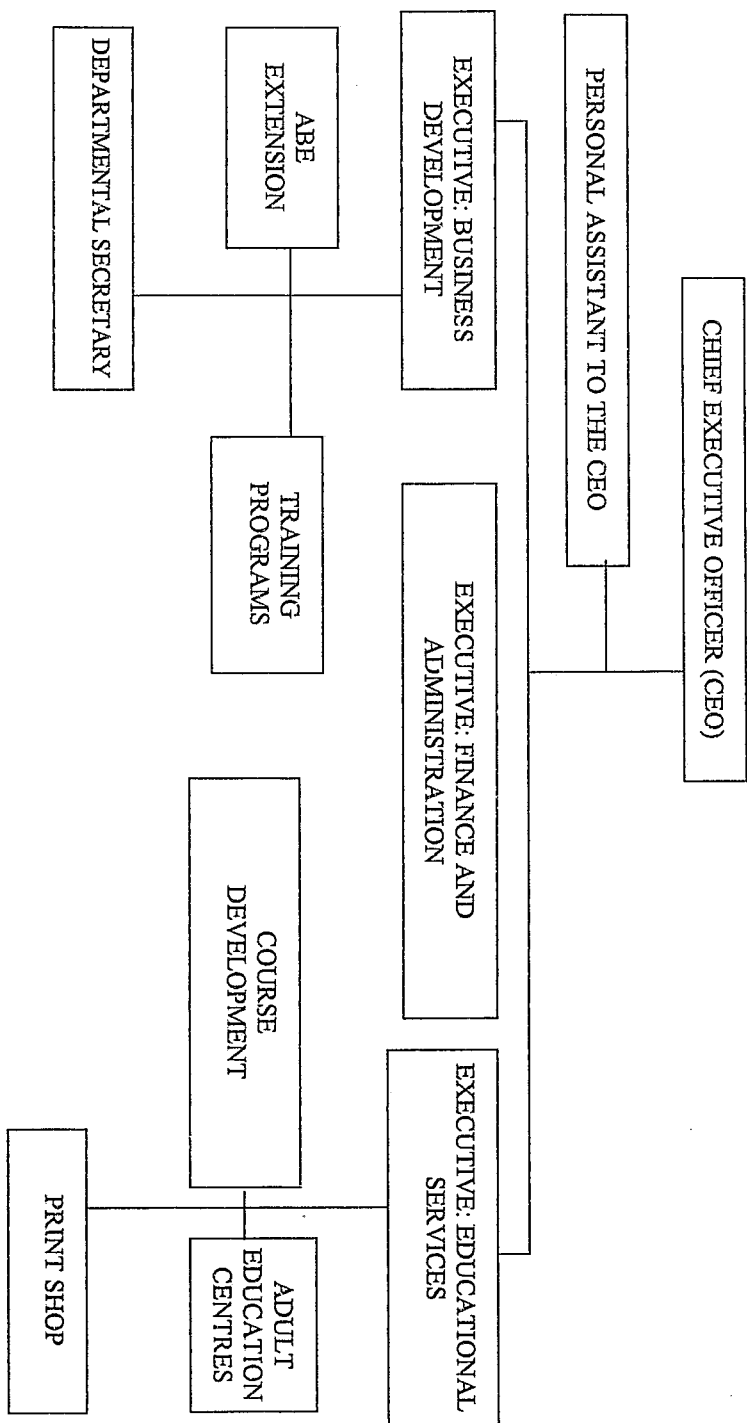 CHIEF EXECUTIVE OFFICER (CEO)
PERSONAL ASSISTANT TO THE CEO
EXECUTIVE: BUSINESS
DEVELOPMENT
EXECUTIVE: FINANCE AND
ADMINISTRATION
EXECUTIVE: EDUCATIONAL
SERVICES
ABE
EXTENSION
TRAINING
PROGRAMS
COURSE
DEVELOPMENT
ADULT
EDUCATION
CENTRES
DEPARTMENTAL SECRETARY
PRINT SHOP